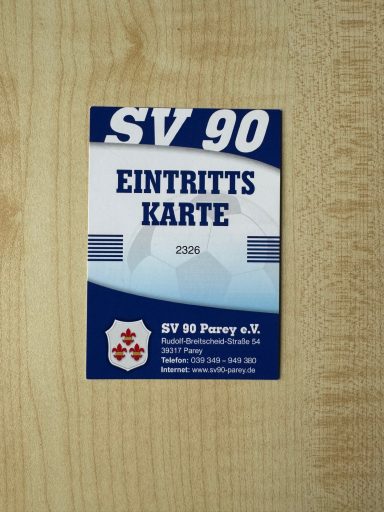 SV 90
EINTRITTS
KARTE
2326
SV 90 Parey e.V.
Rudolf-Breitscheid-Straße 54
39317 Parey
Telefon: 039 349 – 949 380
Internet: www.sv90-parey.de